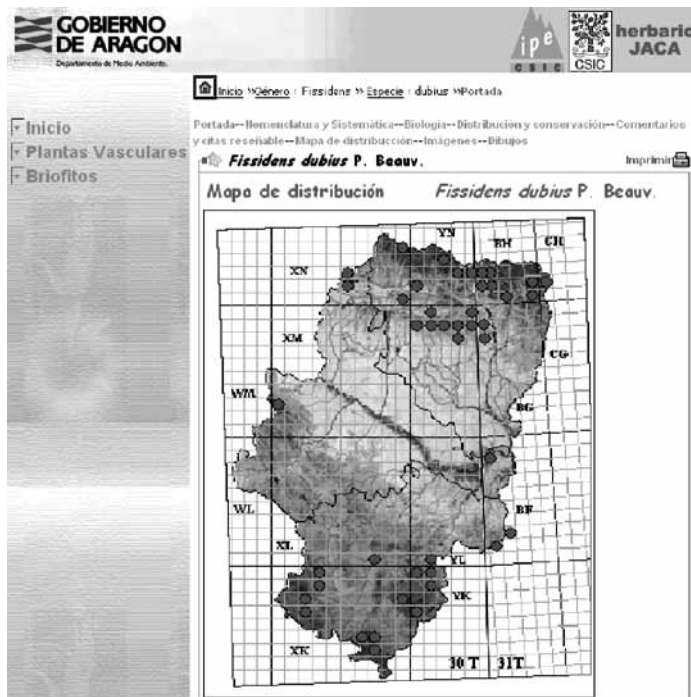 GOBIERNO
DE ARAGON
Departamento de Medio Ambiente.
ipe
CSIC
CSIC
herbario
JACA
Inicio »Género : Fissidens » Especie : dubius »Portada
Inicio
Plantas Vasculares
Briofitos
Portada--Nomenclatura y Sistemática--Biología--Distribución y conservación--Comentarios
y citas reseñable--Mapa de distribucción--Imágenes--Dibujos
Fissidens dubius P. Beauv.
Imprimir
Mapa de distribución Fissidens dubius P. Beauv.
YN
BH
CH
XN
XM
CG
WM
BG
WL
BF
XL
YL
YK
XK
30 T
31T